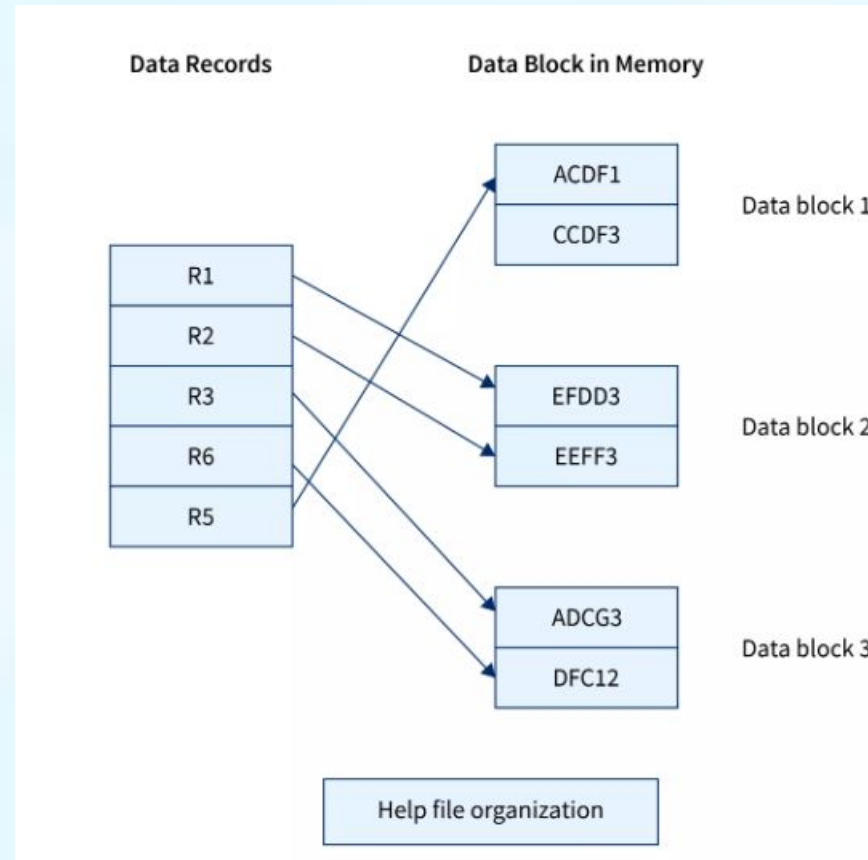 Data Records
Data Block in Memory
ACDF1
CCDF3
Data block 1
R1
R2
R3
R6
R5
EFDD3
EEFF3
Data block 2
ADCG3
DFC12
Data block 3
Help file organization